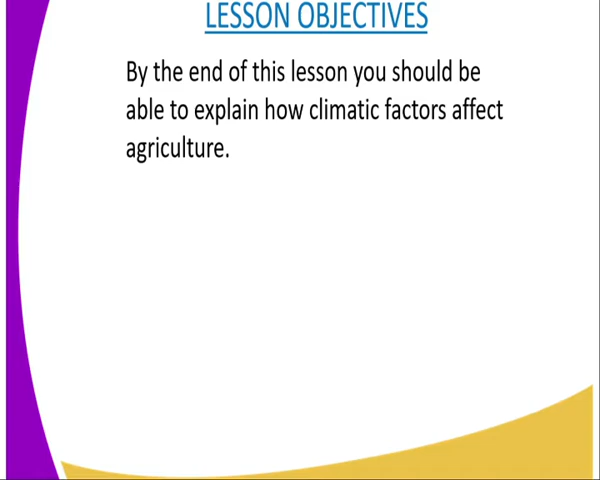 LESSON OBJECTIVES
By the end of this lesson you should be
able to explain how climatic factors affect
agriculture.